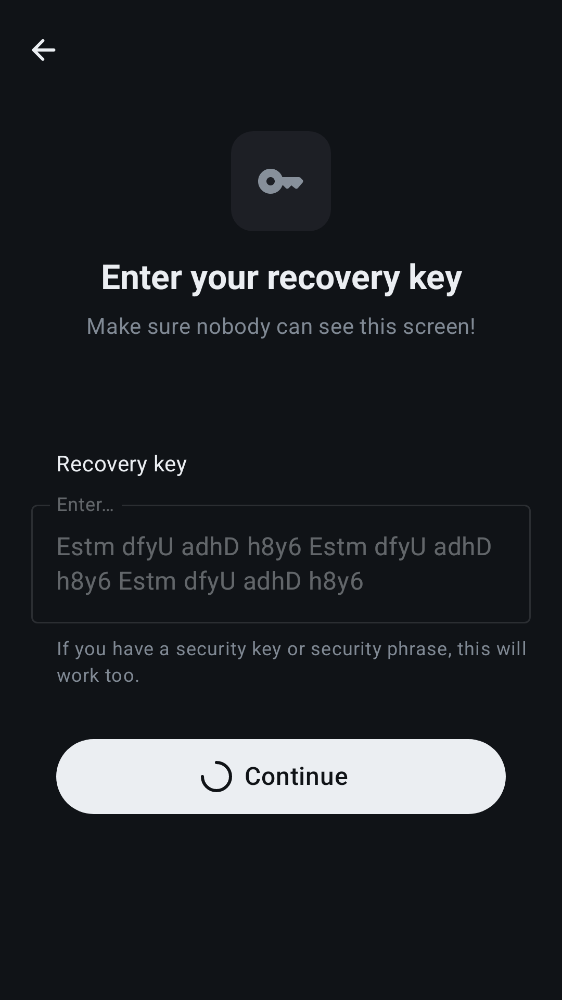 Enter your recovery key
Make sure nobody can see this screen!
Recovery key
Enter…
Estm dfyU adhD h8y6 Estm dfyU adhD
h8y6 Estm dfyU adhD h8y6
If you have a security key or security phrase, this will
work too.
Continue